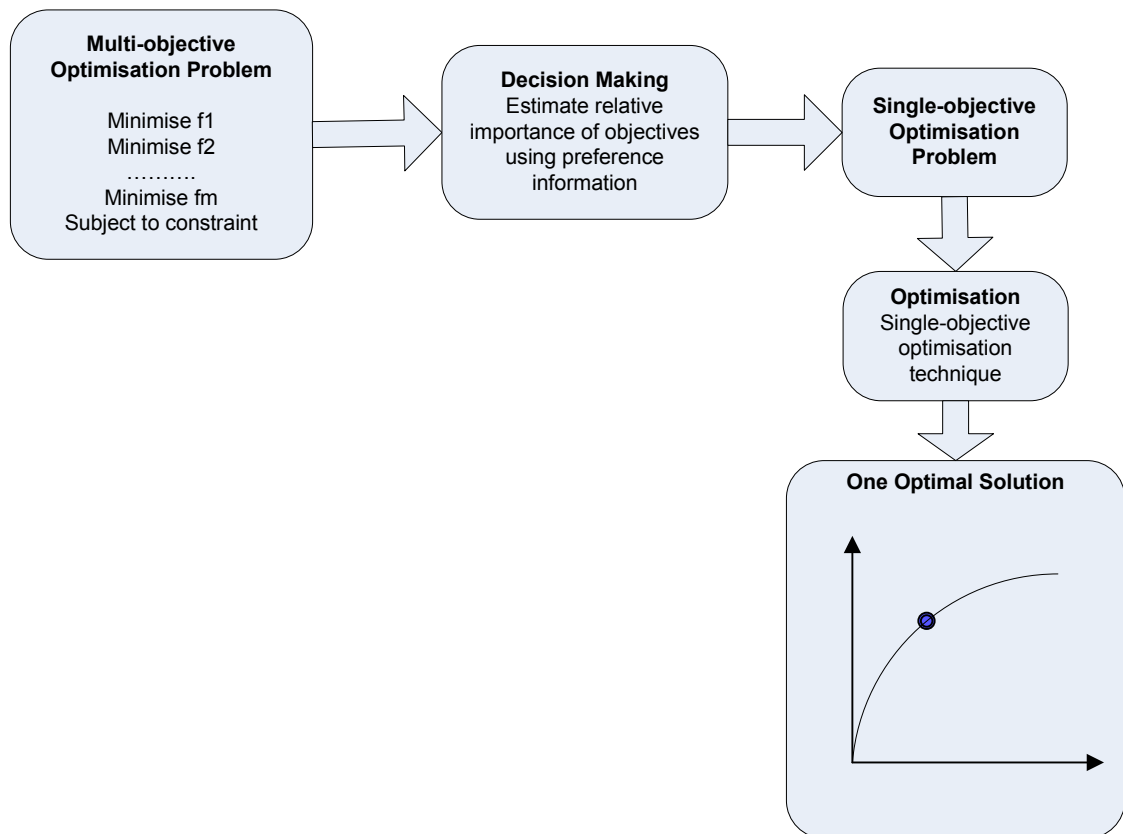 Multi-objective
Optimisation Problem
Minimise f1
Minimise f2
……….
Minimise fm
Subject to constraint
Decision Making
Estimate relative
importance of objectives
using preference
information
Single-objective
Optimisation
Problem
Optimisation
Single-objective
optimisation
technique
One Optimal Solution